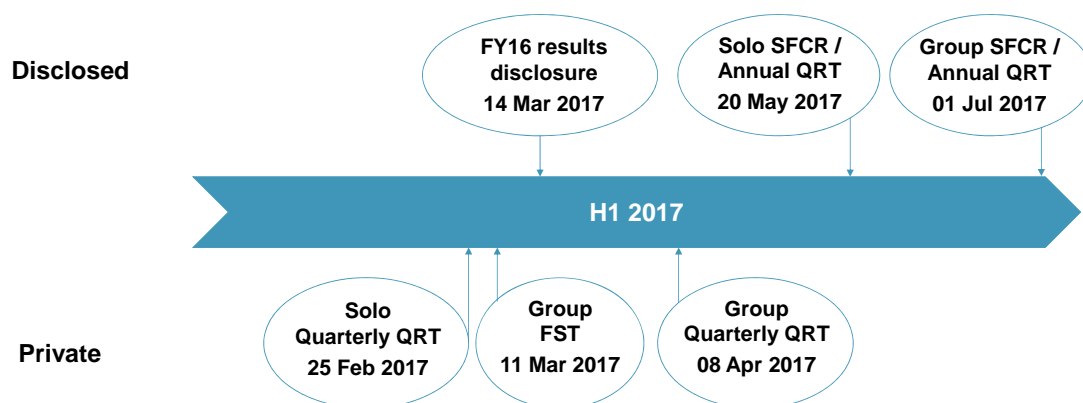 Disclosed
FY16 results
disclosure
14 Mar 2017
Solo SFCR /
Annual QRT
20 May 2017
Group SFCR /
Annual QRT
01 Jul 2017
H1 2017
Private
Solo
Quarterly QRT
25 Feb 2017
Group
FST
11 Mar 2017
Group
Quarterly QRT
08 Apr 2017